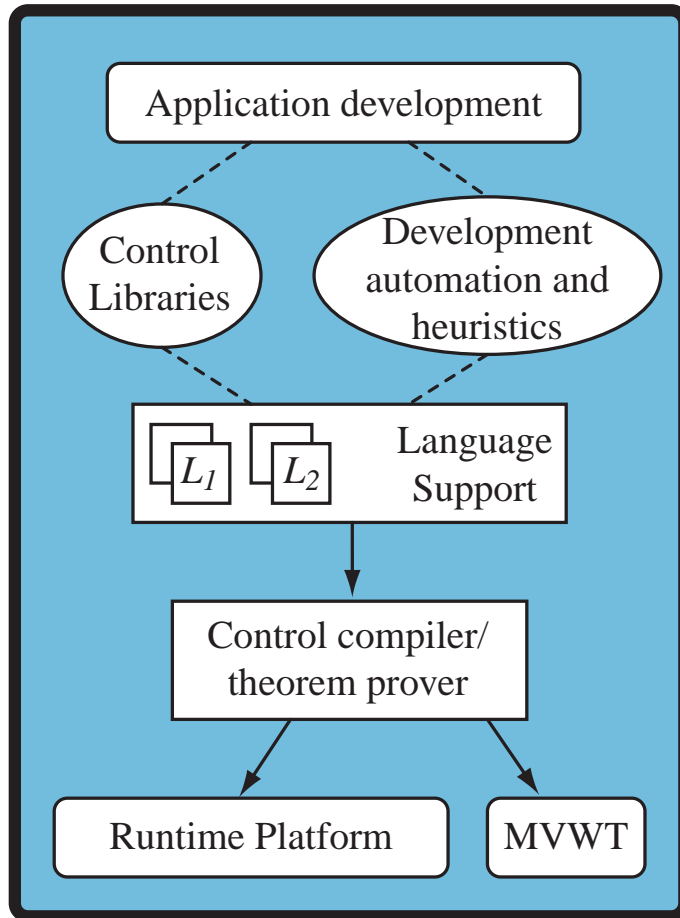 Application development
Control
Libraries
Development
automation and
heuristics
L1
L2
Language
Support
Control compiler/
theorem prover
Runtime Platform
MVWT